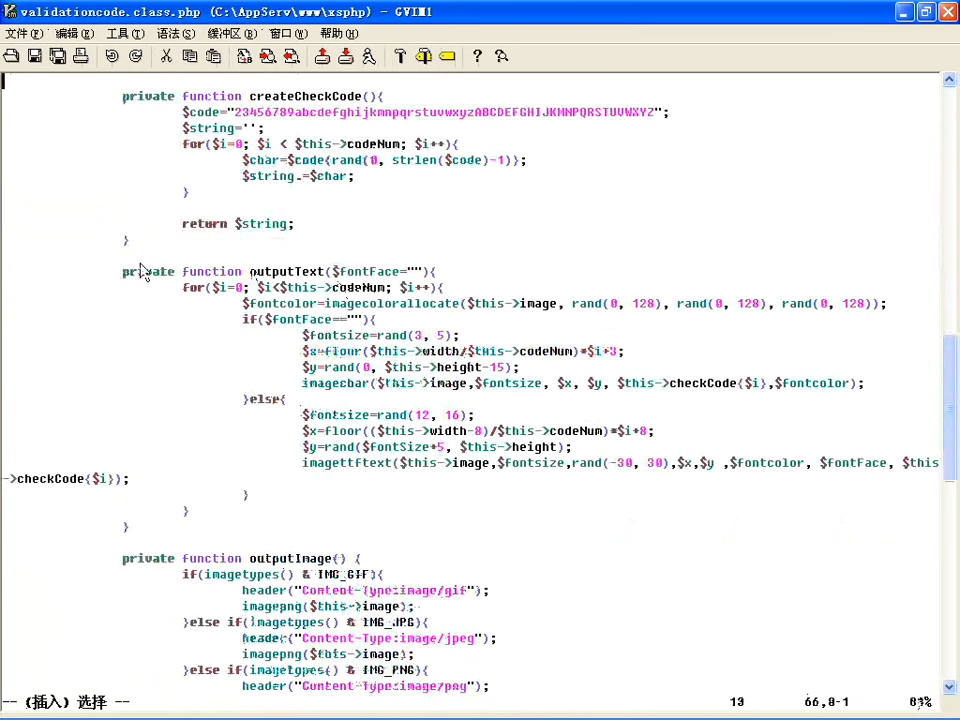 validationcode.class.php (C:\AppServ\www\xsphp) - GVIM1
文件(F) 编辑(E) 工具(T) 语法(S) 缓冲区(B) 窗口(W) 帮助(H)
private function createCheckCode(){
$code="23456789abcdefghijkmnpqrstuvwxyzABCDEFGHIJKMNPQRSTUVWXYZ";
$string='';
for($i=0; $i < $this->codeNum; $i++){
$char=$code{rand(0, strlen($code)-1)};
$string.=$char;
}
return $string;
}
private function outputText($fontFace=""){
for($i=0; $i<$this->codeNum; $i++){
$fontcolor=imagecolorallocate($this->image, rand(0, 128), rand(0, 128), rand(0, 128));
if($fontFace==""){
$fontsize=rand(3, 5);
$x=floor($this->width/$this->codeNum)*$i+3;
$y=rand(0, $this->height-15);
imagechar($this->image,$fontsize, $x, $y, $this->checkCode{$i},$fontcolor);
}else{
$fontsize=rand(12, 16);
$x=floor(($this->width-8)/$this->codeNum)*$i+8;
$y=rand($fontSize+5, $this->height);
imagettftext($this->image,$fontsize,rand(-30, 30),$x,$y ,$fontcolor, $fontFace, $this
->checkCode{$i});
}
}
}
private function outputImage() {
if(imagetypes() & IMG_GIF){
header("Content-Type:image/gif");
imagepng($this->image);
}else if(imagetypes() & IMG_JPG){
header("Content-Type:image/jpeg");
imagepng($this->image);
}else if(imagetypes() & IMG_PNG){
header("Content-Type:image/png");
-- (插入) 选择 -- 13 66,8-1